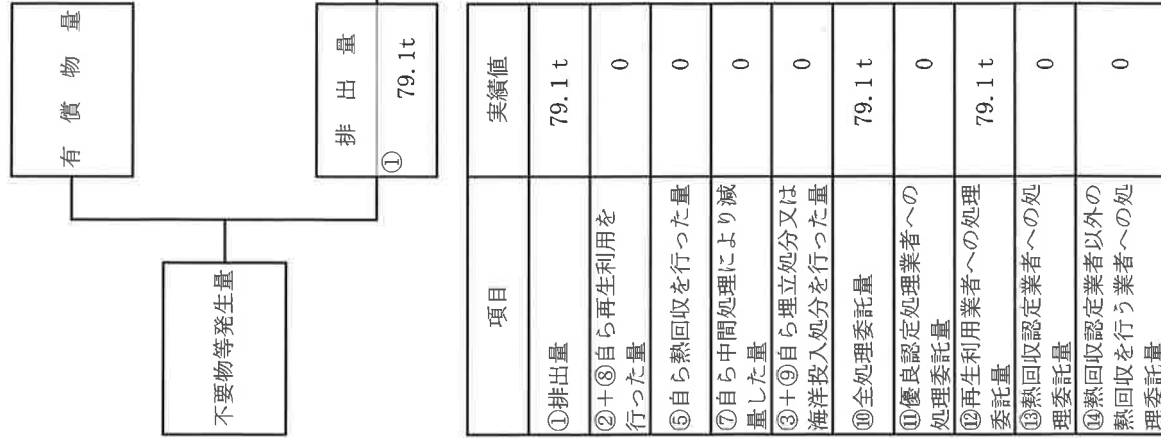 有 償 物 量
不要物等発生量
排 出 量
①
79.1t
項目
実績値
①排出量
79.1 t
②＋⑧自ら再生利用を
行った量
0
⑤自ら熱回収を行った量
0
⑦自ら中間処理により減
量した量
0
③＋⑨自ら埋立処分又は
海洋投入処分を行った量
0
⑩全処理委託量
79.1 t
⑪優良認定処理業者への
処理委託量
0
⑫再生利用業者への処理
委託量
79.1 t
⑬熱回収認定業者への処
理委託量
0
⑭熱回収認定業者以外の
熱回収を行う業者への処
理委託量
0